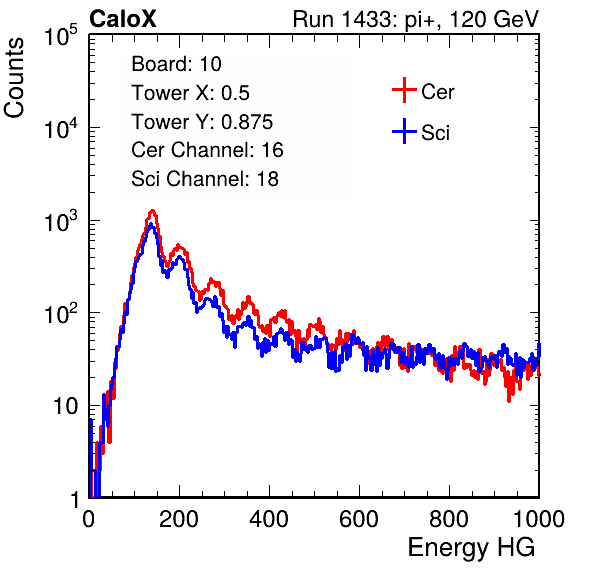 CaloX Run 1433: pi+, 120 GeV
Counts
Board: 10
Tower X: 0.5
Tower Y: 0.875
Cer Channel: 16
Sci Channel: 18
Cer
Sci
10^5
10^4
10^3
10^2
10
1
0 200 400 600 800 1000
Energy HG